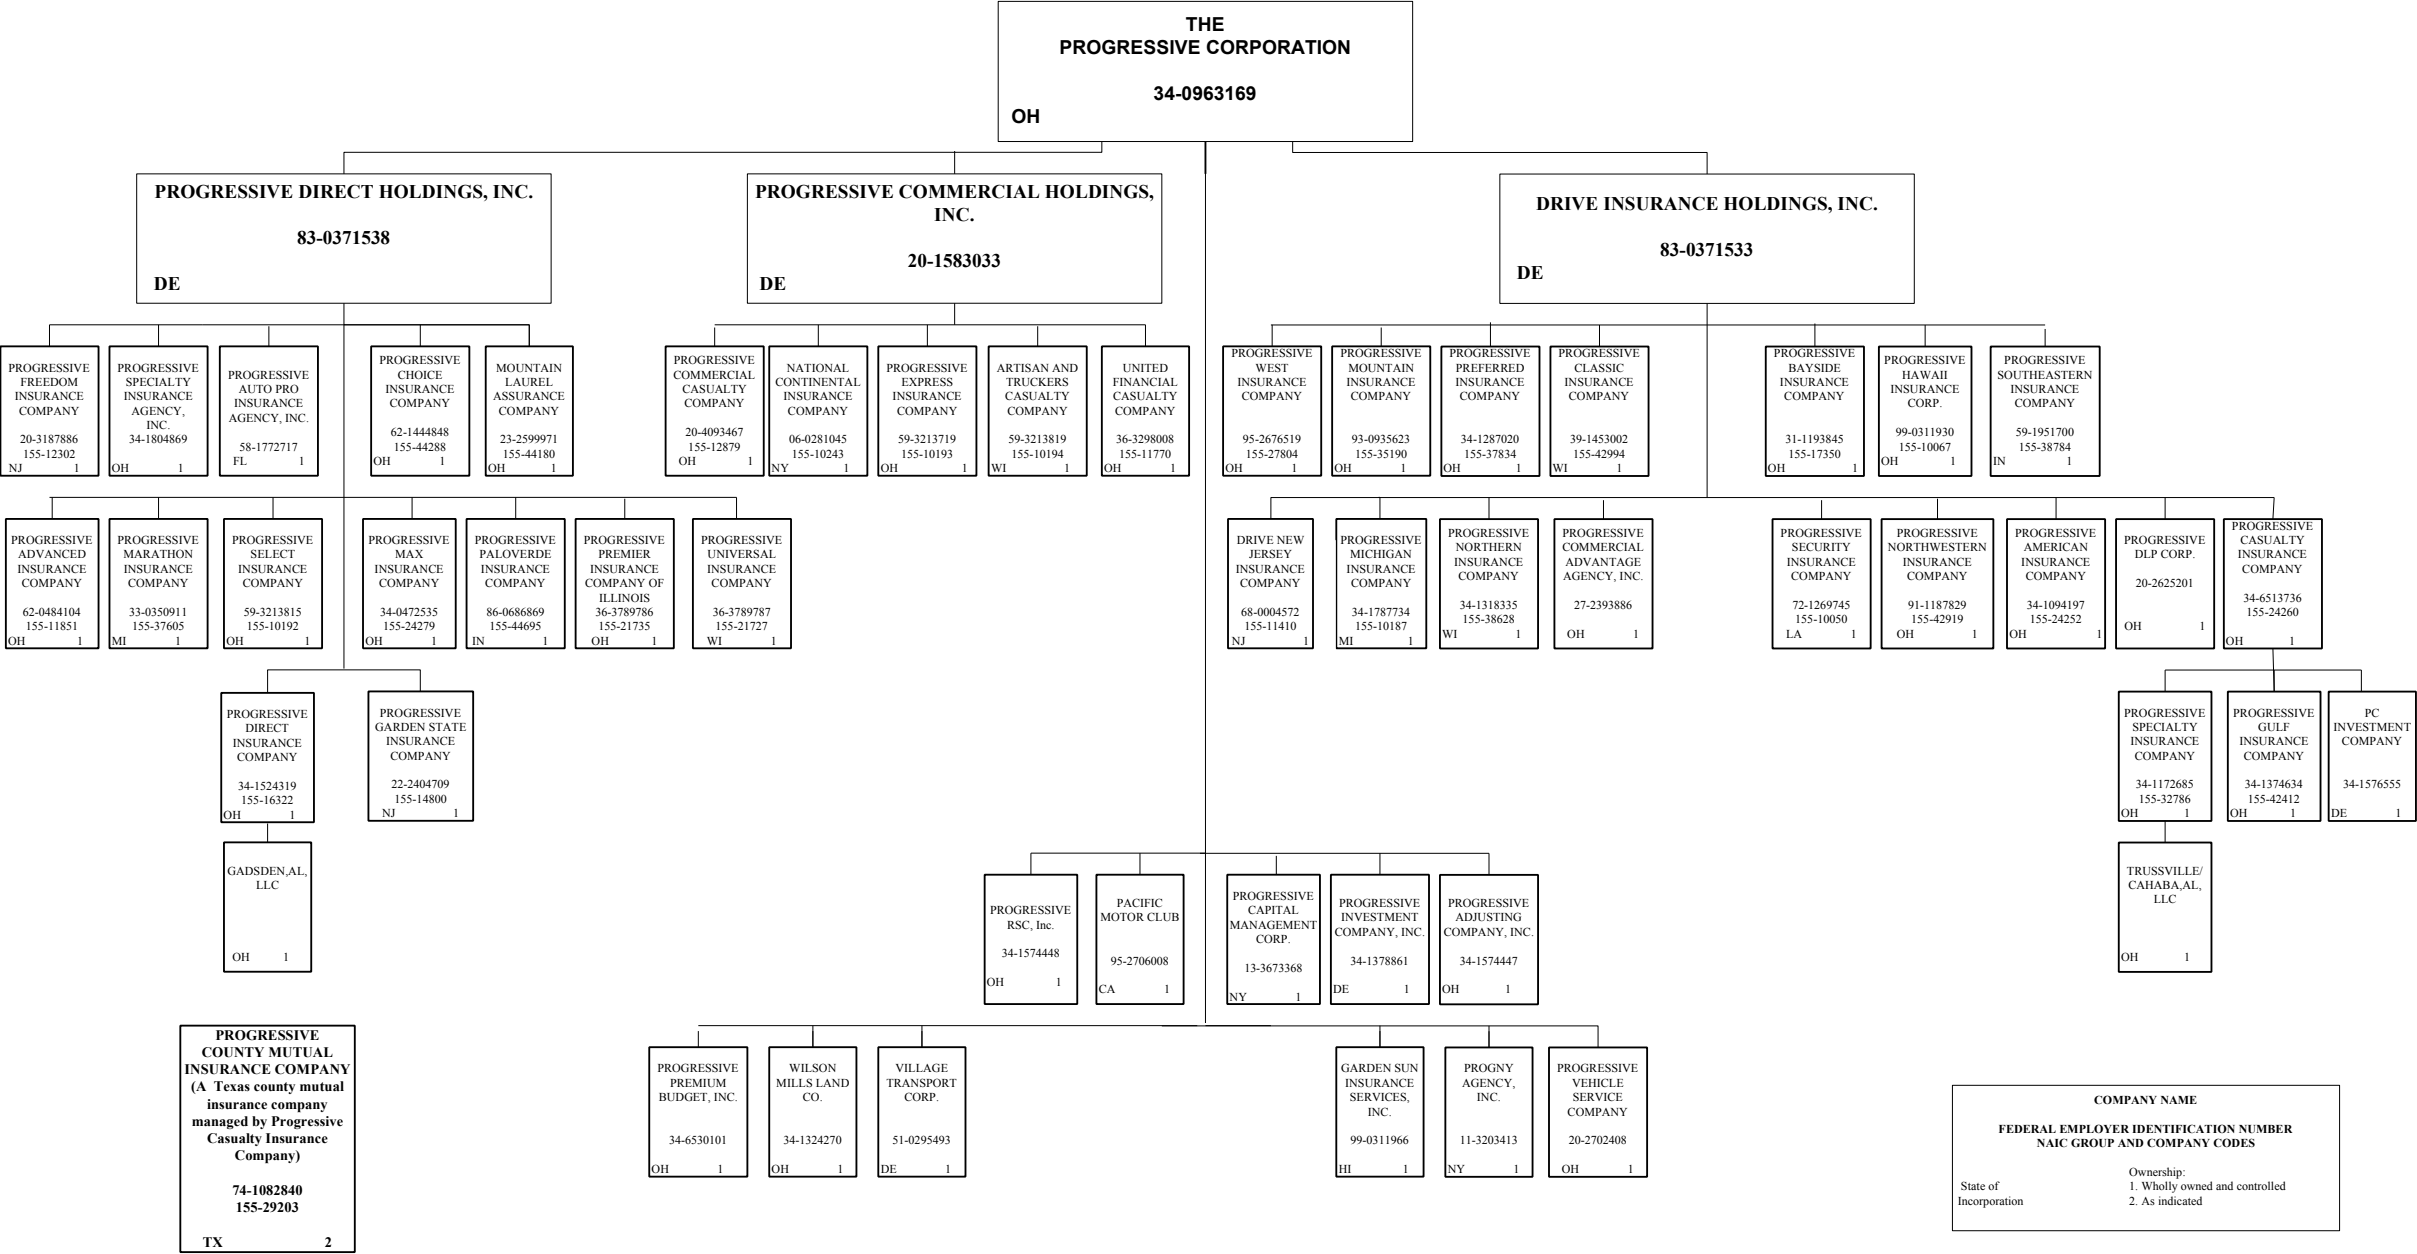 THE
PROGRESSIVE CORPORATION
34-0963169
OH
PROGRESSIVE DIRECT HOLDINGS, INC.
83-0371538
DE
PROGRESSIVE COMMERCIAL HOLDINGS,
INC.
20-1583033
DE
DRIVE INSURANCE HOLDINGS, INC.
83-0371533
DE
PROGRESSIVE
FREEDOM
INSURANCE
COMPANY
20-3187886
155-12302
NJ 1
PROGRESSIVE
SPECIALTY
INSURANCE
AGENCY,
INC.
34-1804869
OH 1
PROGRESSIVE
AUTO PRO
INSURANCE
AGENCY, INC.
58-1772717
FL 1
PROGRESSIVE
CHOICE
INSURANCE
COMPANY
62-1444848
155-44288
OH 1
MOUNTAIN
LAUREL
ASSURANCE
COMPANY
23-2599971
155-44180
OH 1
PROGRESSIVE
COMMERCIAL
CASUALTY
COMPANY
20-4093467
155-12879
OH 1
NATIONAL
CONTINENTAL
INSURANCE
COMPANY
06-0281045
155-10243
NY 1
PROGRESSIVE
EXPRESS
INSURANCE
COMPANY
59-3213719
155-10193
OH 1
ARTISAN AND
TRUCKERS
CASUALTY
COMPANY
59-3213819
155-10194
WI 1
UNITED
FINANCIAL
CASUALTY
COMPANY
36-3298008
155-11770
OH 1
PROGRESSIVE
WEST
INSURANCE
COMPANY
95-2676519
155-27804
OH 1
PROGRESSIVE
MOUNTAIN
INSURANCE
COMPANY
93-0935623
155-35190
OH 1
PROGRESSIVE
PREFERRED
INSURANCE
COMPANY
34-1287020
155-37834
OH 1
PROGRESSIVE
CLASSIC
INSURANCE
COMPANY
39-1453002
155-42994
WI 1
PROGRESSIVE
BAYSIDE
INSURANCE
COMPANY
31-1193845
155-17350
OH 1
PROGRESSIVE
HAWAII
INSURANCE
CORP.
99-0311930
155-10067
OH 1
PROGRESSIVE
SOUTHEASTERN
INSURANCE
COMPANY
59-1951700
155-38784
IN 1
PROGRESSIVE
ADVANCED
INSURANCE
COMPANY
62-0484104
155-11851
OH 1
PROGRESSIVE
MARATHON
INSURANCE
COMPANY
33-0350911
155-37605
MI 1
PROGRESSIVE
SELECT
INSURANCE
COMPANY
59-3213815
155-10192
OH 1
PROGRESSIVE
MAX
INSURANCE
COMPANY
34-0472535
155-24279
OH 1
PROGRESSIVE
PALOVERDE
INSURANCE
COMPANY
86-0686869
155-44695
IN 1
PROGRESSIVE
PREMIER
INSURANCE
COMPANY OF
ILLINOIS
36-3789786
155-21735
OH 1
PROGRESSIVE
UNIVERSAL
INSURANCE
COMPANY
36-3789787
155-21727
WI 1
DRIVE NEW
JERSEY
INSURANCE
COMPANY
68-0004572
155-11410
NJ 1
PROGRESSIVE
MICHIGAN
INSURANCE
COMPANY
34-1787734
155-10187
MI 1
PROGRESSIVE
NORTHERN
INSURANCE
COMPANY
34-1318335
155-38628
WI 1
PROGRESSIVE
COMMERCIAL
ADVANTAGE
AGENCY, INC.
27-2393886
OH 1
PROGRESSIVE
SECURITY
INSURANCE
COMPANY
72-1269745
155-10050
LA 1
PROGRESSIVE
NORTHWESTERN
INSURANCE
COMPANY
91-1187829
155-42919
OH 1
PROGRESSIVE
AMERICAN
INSURANCE
COMPANY
34-1094197
155-24252
OH 1
PROGRESSIVE
DLP CORP.
20-2625201
OH 1
PROGRESSIVE
CASUALTY
INSURANCE
COMPANY
34-6513736
155-24260
OH 1
PROGRESSIVE
DIRECT
INSURANCE
COMPANY
34-1524319
155-16322
OH 1
PROGRESSIVE
GARDEN STATE
INSURANCE
COMPANY
22-2404709
155-14800
NJ 1
PROGRESSIVE
SPECIALTY
INSURANCE
COMPANY
34-1172685
155-32786
OH 1
PROGRESSIVE
GULF
INSURANCE
COMPANY
34-1374634
155-42412
OH 1
PC
INVESTMENT
COMPANY
34-1576555
DE 1
GADSDEN,AL,
LLC
OH 1
TRUSSVILLE/
CAHABA,AL,
LLC
OH 1
PROGRESSIVE
RSC, Inc.
34-1574448
OH 1
PACIFIC
MOTOR CLUB
95-2706008
CA 1
PROGRESSIVE
CAPITAL
MANAGEMENT
CORP.
13-3673368
NY 1
PROGRESSIVE
INVESTMENT
COMPANY, INC.
34-1378861
DE 1
PROGRESSIVE
ADJUSTING
COMPANY, INC.
34-1574447
OH 1
PROGRESSIVE
COUNTY MUTUAL
INSURANCE COMPANY
(A Texas county mutual
insurance company
managed by Progressive
Casualty Insurance
Company)
74-1082840
155-29203
TX 2
PROGRESSIVE
PREMIUM
BUDGET, INC.
34-6530101
OH 1
WILSON
MILLS LAND
CO.
34-1324270
OH 1
VILLAGE
TRANSPORT
CORP.
51-0295493
DE 1
GARDEN SUN
INSURANCE
SERVICES,
INC.
99-0311966
HI 1
PROGNY
AGENCY,
INC.
11-3203413
NY 1
PROGRESSIVE
VEHICLE
SERVICE
COMPANY
20-2702408
OH 1
COMPANY NAME
FEDERAL EMPLOYER IDENTIFICATION NUMBER
NAIC GROUP AND COMPANY CODES
Ownership:
State of 1. Wholly owned and controlled
Incorporation 2. As indicated